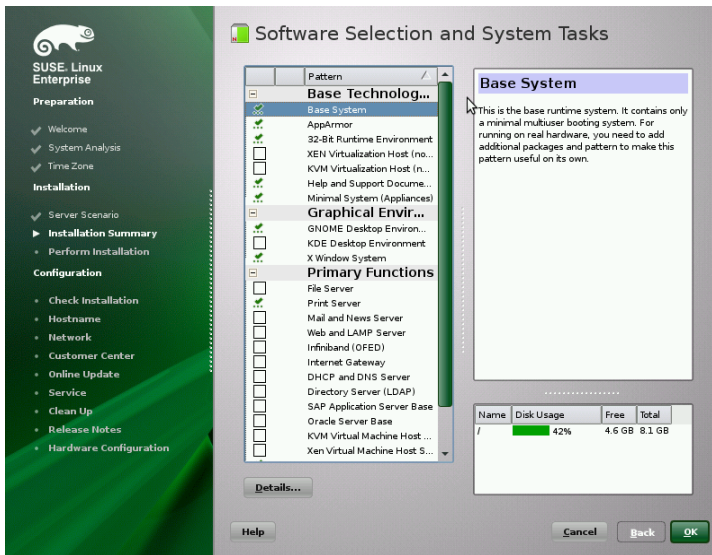 SUSE. Linux
Enterprise
Preparation
Welcome
System Analysis
Time Zone
Installation
Server Scenario
Installation Summary
Perform Installation
Configuration
Check Installation
Hostname
Network
Customer Center
Online Update
Service
Clean Up
Release Notes
Hardware Configuration
Software Selection and System Tasks
Pattern
Base Technolog...
Base System
AppArmor
32-Bit Runtime Environment
XEN Virtualization Host (no...
KVM Virtualization Host (n...
Help and Support Docume...
Minimal System (Appliances)
Graphical Envir...
GNOME Desktop Environ...
KDE Desktop Environment
X Window System
Primary Functions
File Server
Print Server
Mail and News Server
Web and LAMP Server
Infiniband (OFED)
Internet Gateway
DHCP and DNS Server
Directory Server (LDAP)
SAP Application Server Base
Oracle Server Base
KVM Virtual Machine Host ...
Xen Virtual Machine Host S...
Details...
Base System
This is the base runtime system. It contains only
a minimal multiuser booting system. For
running on real hardware, you need to add
additional packages and pattern to make this
pattern useful on its own.
Name Disk Usage Free Total
/ 42% 4.6 GB 8.1 GB
Help Cancel Back OK